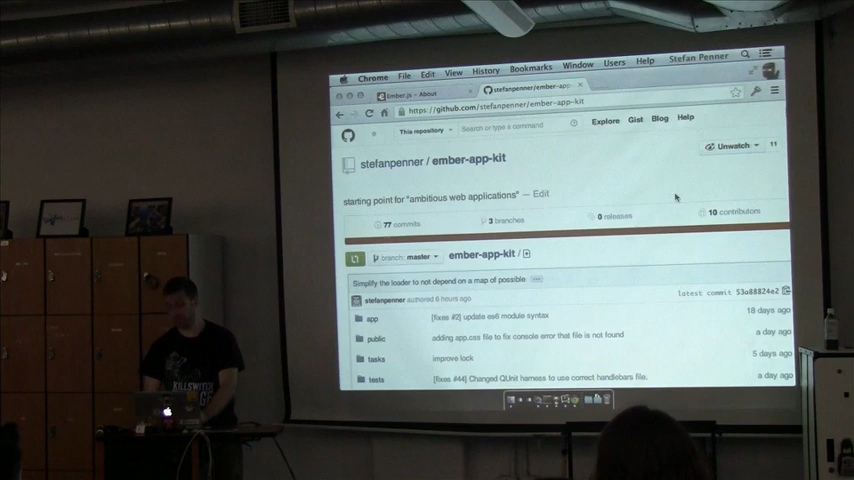 Chrome File Edit View History Bookmarks Window Users Help Stefan Penner
Ember.js - About
stefanpenner/ember-app-
https://github.com/stefanpenner/ember-app-kit
This repository Search or type a command Explore Gist Blog Help
stefanpenner / ember-app-kit Unwatch 11
starting point for "ambitious web applications" — Edit
77 commits 3 branches 0 releases 10 contributors
branch: master ember-app-kit /
Simplify the loader to not depend on a map of possible
stefanpenner authored 6 hours ago latest commit 53a88824e2
app [fixes #2] update es6 module syntax 18 days ago
public adding app.css file to fix console error that file is not found a day ago
tasks improve lock 5 days ago
tests [fixes #44] Changed QUnit harness to use correct handlebars file. a day ago
KILLSWITCH